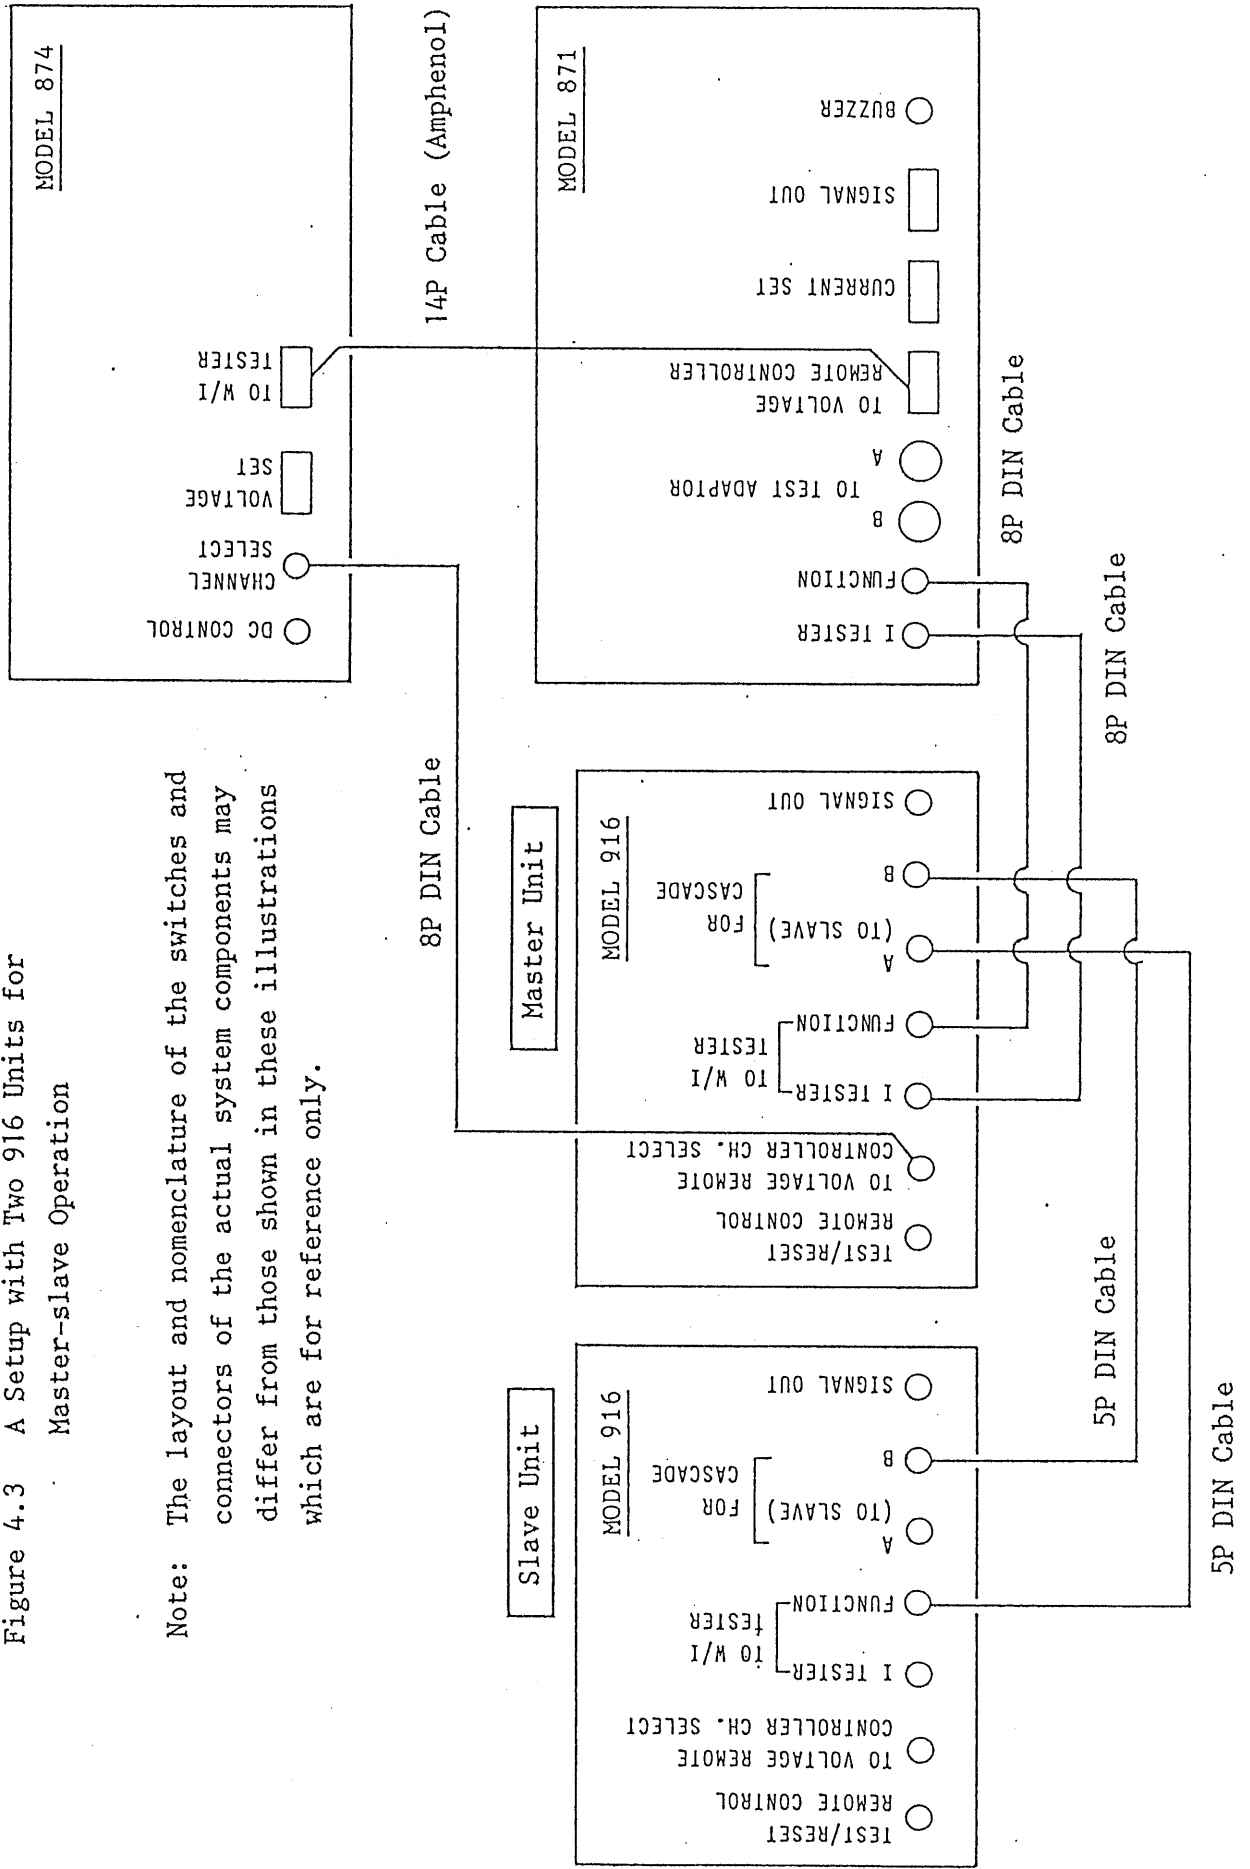 Figure 4.3 A Setup with Two 916 Units for
Master-slave Operation
Note: The layout and nomenclature of the switches and
connectors of the actual system components may
differ from those shown in these illustrations
which are for reference only.
MODEL 874
DC CONTROL
CHANNEL
SELECT
VOLTAGE
SET
TO W/I
TESTER
14P Cable (Amphenol)
8P DIN Cable
Slave Unit
MODEL 916
TEST/RESET
REMOTE CONTROL
TO VOLTAGE REMOTE
CONTROLLER CH. SELECT
I TESTER
FUNCTION
TO W/I
TESTER
A
B
(TO SLAVE)
FOR
CASCADE
SIGNAL OUT
Master Unit
MODEL 916
TEST/RESET
REMOTE CONTROL
TO VOLTAGE REMOTE
CONTROLLER CH. SELECT
I TESTER
FUNCTION
TO W/I
TESTER
A
B
(TO SLAVE)
FOR
CASCADE
SIGNAL OUT
MODEL 871
I TESTER
FUNCTION
B
A
TO TEST ADAPTOR
TO VOLTAGE
REMOTE CONTROLLER
CURRENT SET
SIGNAL OUT
BUZZER
8P DIN Cable
8P DIN Cable
5P DIN Cable
5P DIN Cable